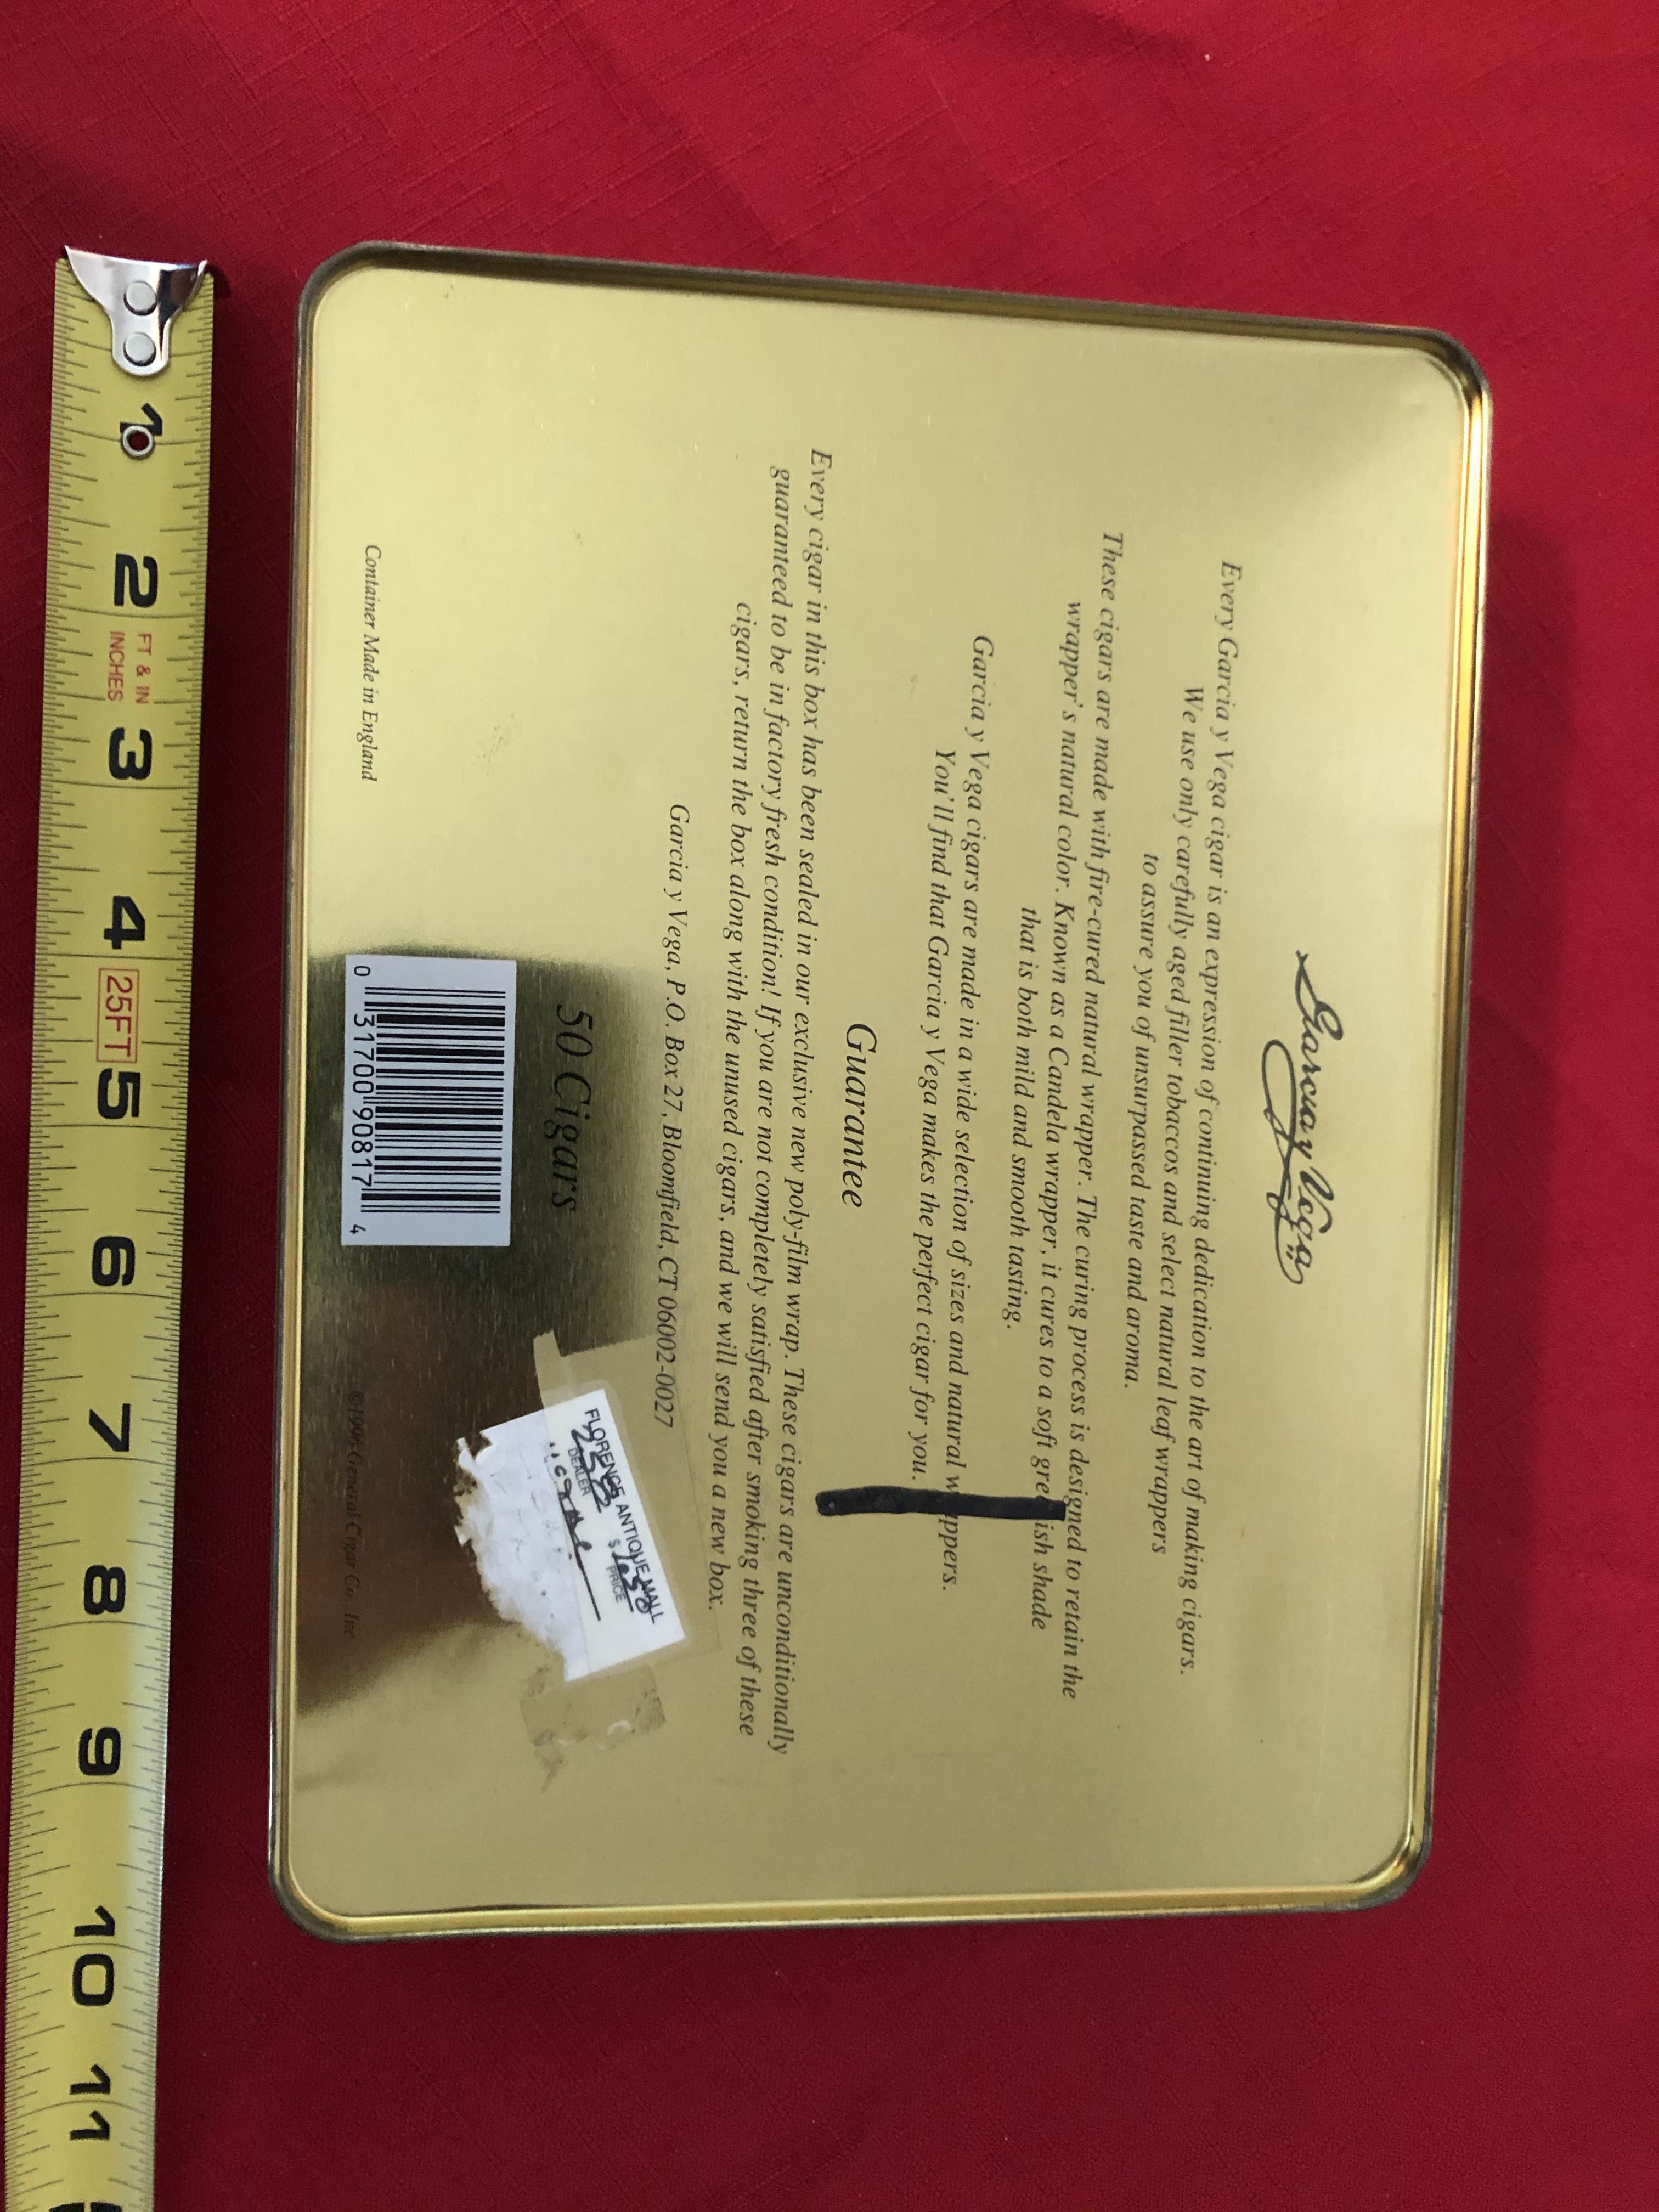 Garcia y Vega
Every Garcia y Vega cigar is an expression of continuing dedication to the art of making cigars.
We use only carefully aged filler tobaccos and select natural leaf wrappers
to assure you of unsurpassed taste and aroma.
These cigars are made with fire-cured natural wrapper. The curing process is designed to retain the
wrapper's natural color. Known as a Candela wrapper, it cures to a soft gre ish shade
that is both mild and smooth tasting.
Garcia y Vega cigars are made in a wide selection of sizes and natural w ppers.
You'll find that Garcia y Vega makes the perfect cigar for you.
Guarantee
Every cigar in this box has been sealed in our exclusive new poly-film wrap. These cigars are unconditionally
guaranteed to be in factory fresh condition! If you are not completely satisfied after smoking three of these
cigars, return the box along with the unused cigars, and we will send you a new box.
Garcia y Vega, P.O. Box 27, Bloomfield, CT 06002-0027
50 Cigars
FLORENCE ANTIQUE MALL
DEALER
$
PRICE
0 31700 90817 4
Container Made in England
General Cigar Co., Inc
1
2
FT & IN
INCHES
3
4
25FT
5
6
7
8
9
10
11